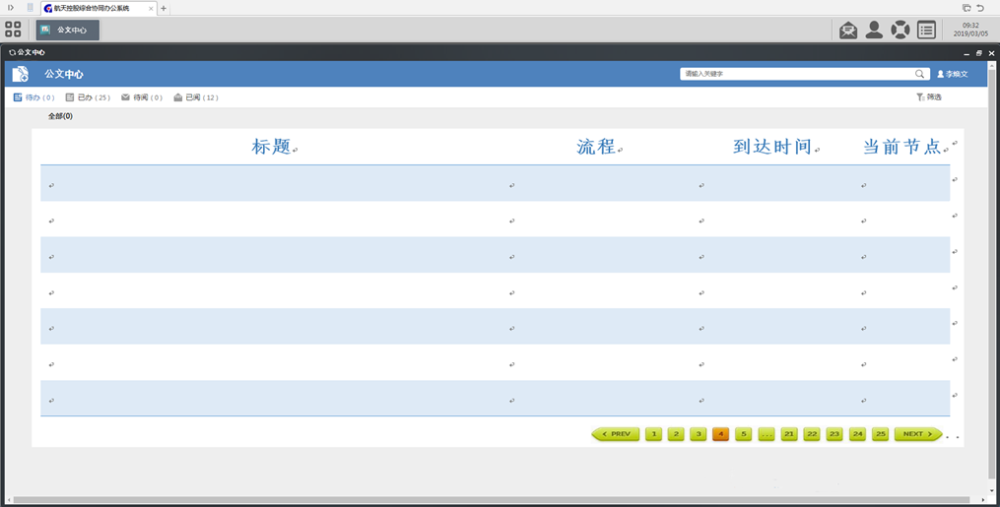 航天控股综合协同办公系统
公文中心
09:32
2019/03/05
公文中心
公文中心
请输入关键字
李焕文
待办 ( 0 ) 已办 ( 25 ) 待阅 ( 0 ) 已阅 ( 12 )
筛选
全部(0)
标题 流程 到达时间 当前节点
< PREV 1 2 3 4 5 ... 21 22 23 24 25 NEXT >